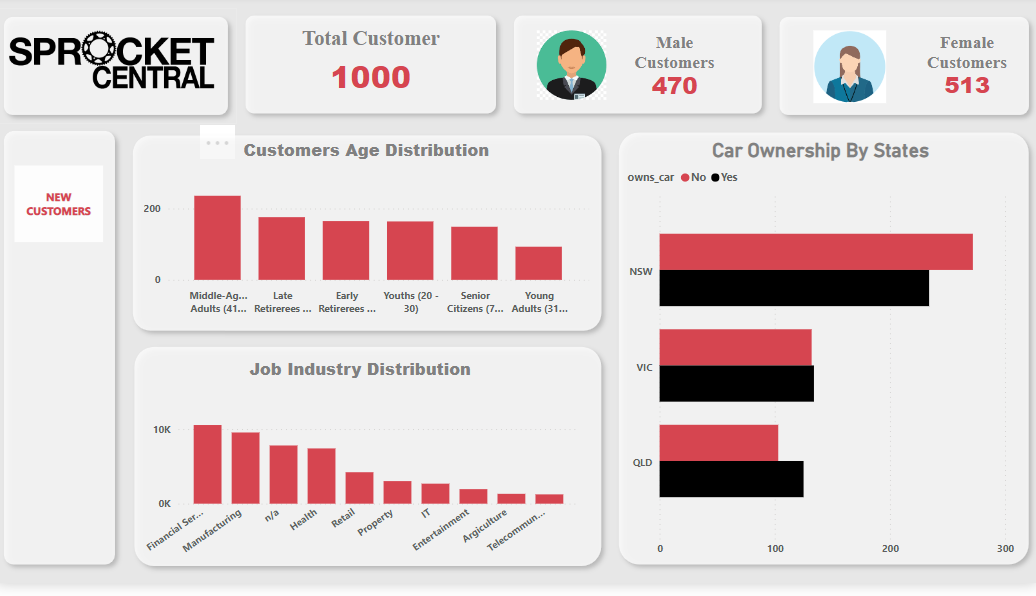 SPROCKET
CENTRAL
Total Customer
1000
Male
Customers
470
Female
Customers
513
NEW
CUSTOMERS
Customers Age Distribution
200
0
Middle-Ag...
Adults (41...
Late
Retirerees ...
Early
Retirerees ...
Youths (20 -
30)
Senior
Citizens (7...
Young
Adults (31...
Job Industry Distribution
10K
0K
Financial Ser...
Manufacturing
n/a
Health
Retail
Property
IT
Entertainment
Argiculture
Telecommun...
Car Ownership By States
owns_car No Yes
NSW
VIC
QLD
0 100 200 300